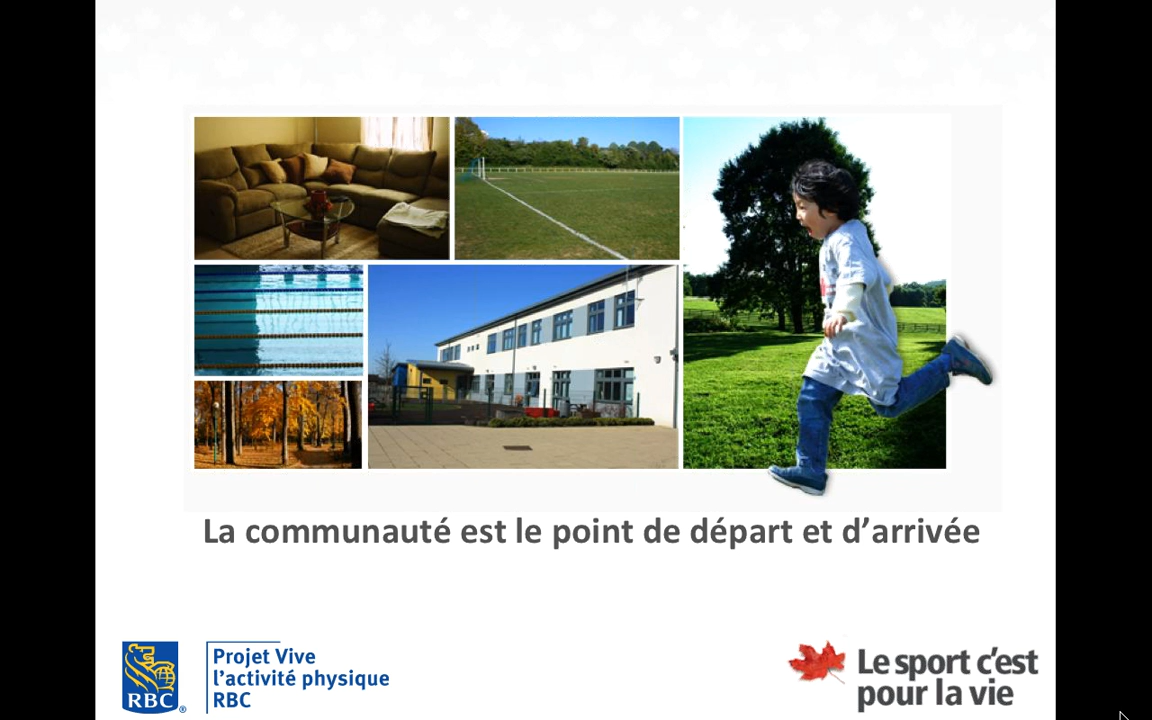 La communauté est le point de départ et d’arrivée
Projet Vive
l’activité physique
RBC
RBC®
Le sport c’est
pour la vie